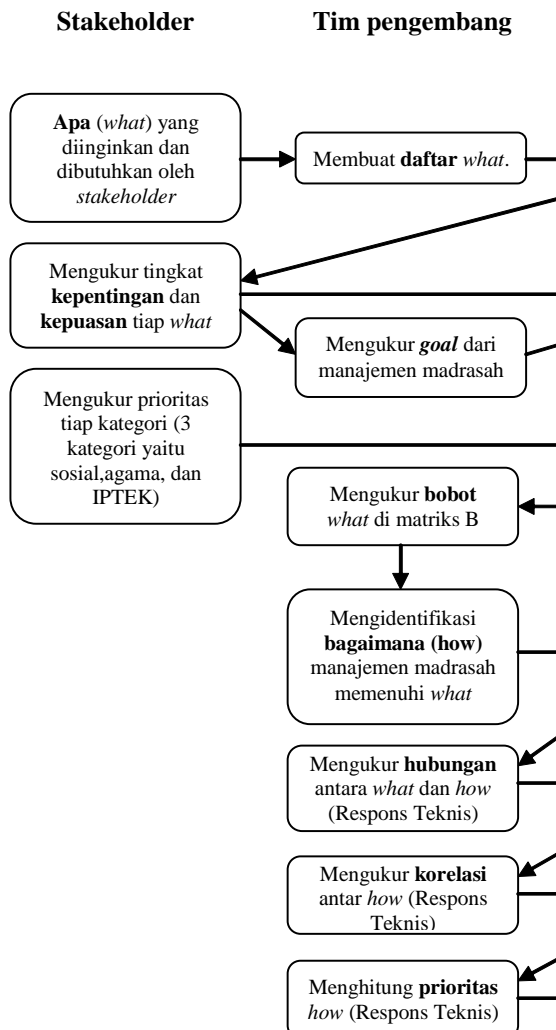 Stakeholder
Tim pengembang
Apa (what) yang
diinginkan dan
dibutuhkan oleh
stakeholder
Membuat daftar what.
Mengukur tingkat
kepentingan dan
kepuasan tiap what
Mengukur goal dari
manajemen madrasah
Mengukur prioritas
tiap kategori (3
kategori yaitu
sosial,agama, dan
IPTEK)
Mengukur bobot
what di matriks B
Mengidentifikasi
bagaimana (how)
manajemen madrasah
memenuhi what
Mengukur hubungan
antara what dan how
(Respons Teknis)
Mengukur korelasi
antar how (Respons
Teknis)
Menghitung prioritas
how (Respons Teknis)